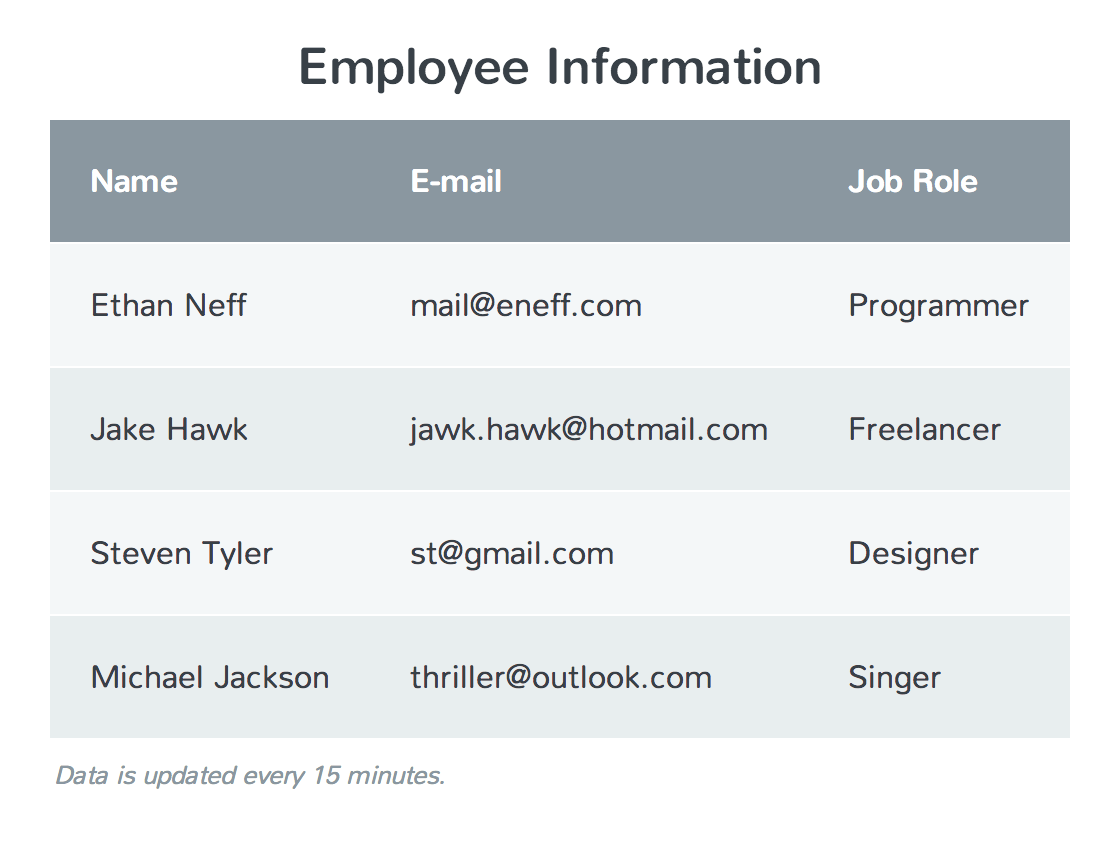 Employee Information
Name E-mail Job Role
Ethan Neff mail@eneff.com Programmer
Jake Hawk jawk.hawk@hotmail.com Freelancer
Steven Tyler st@gmail.com Designer
Michael Jackson thriller@outlook.com Singer
Data is updated every 15 minutes.